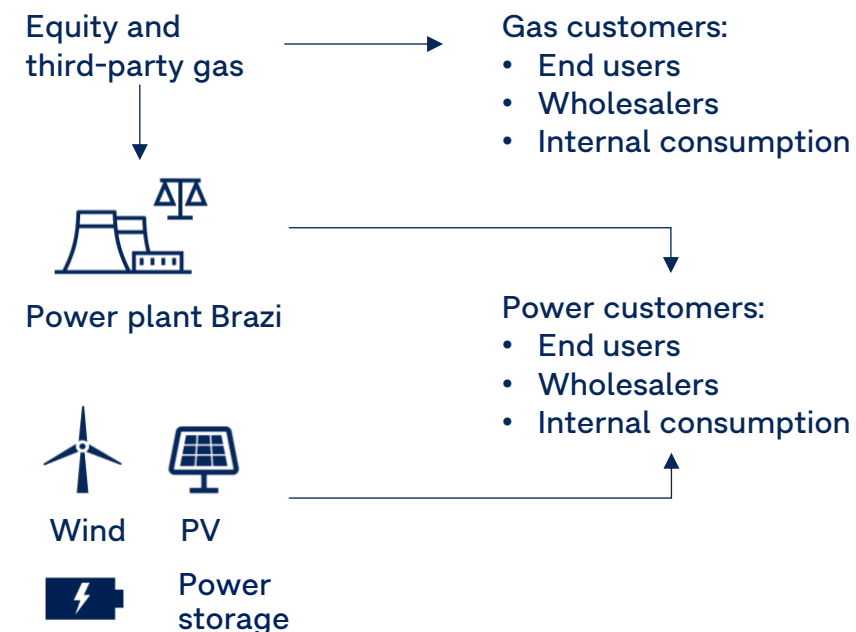 Equity and
third-party gas
Gas customers:
• End users
• Wholesalers
• Internal consumption
Power plant Brazi
Power customers:
• End users
• Wholesalers
• Internal consumption
Wind
PV
Power
storage